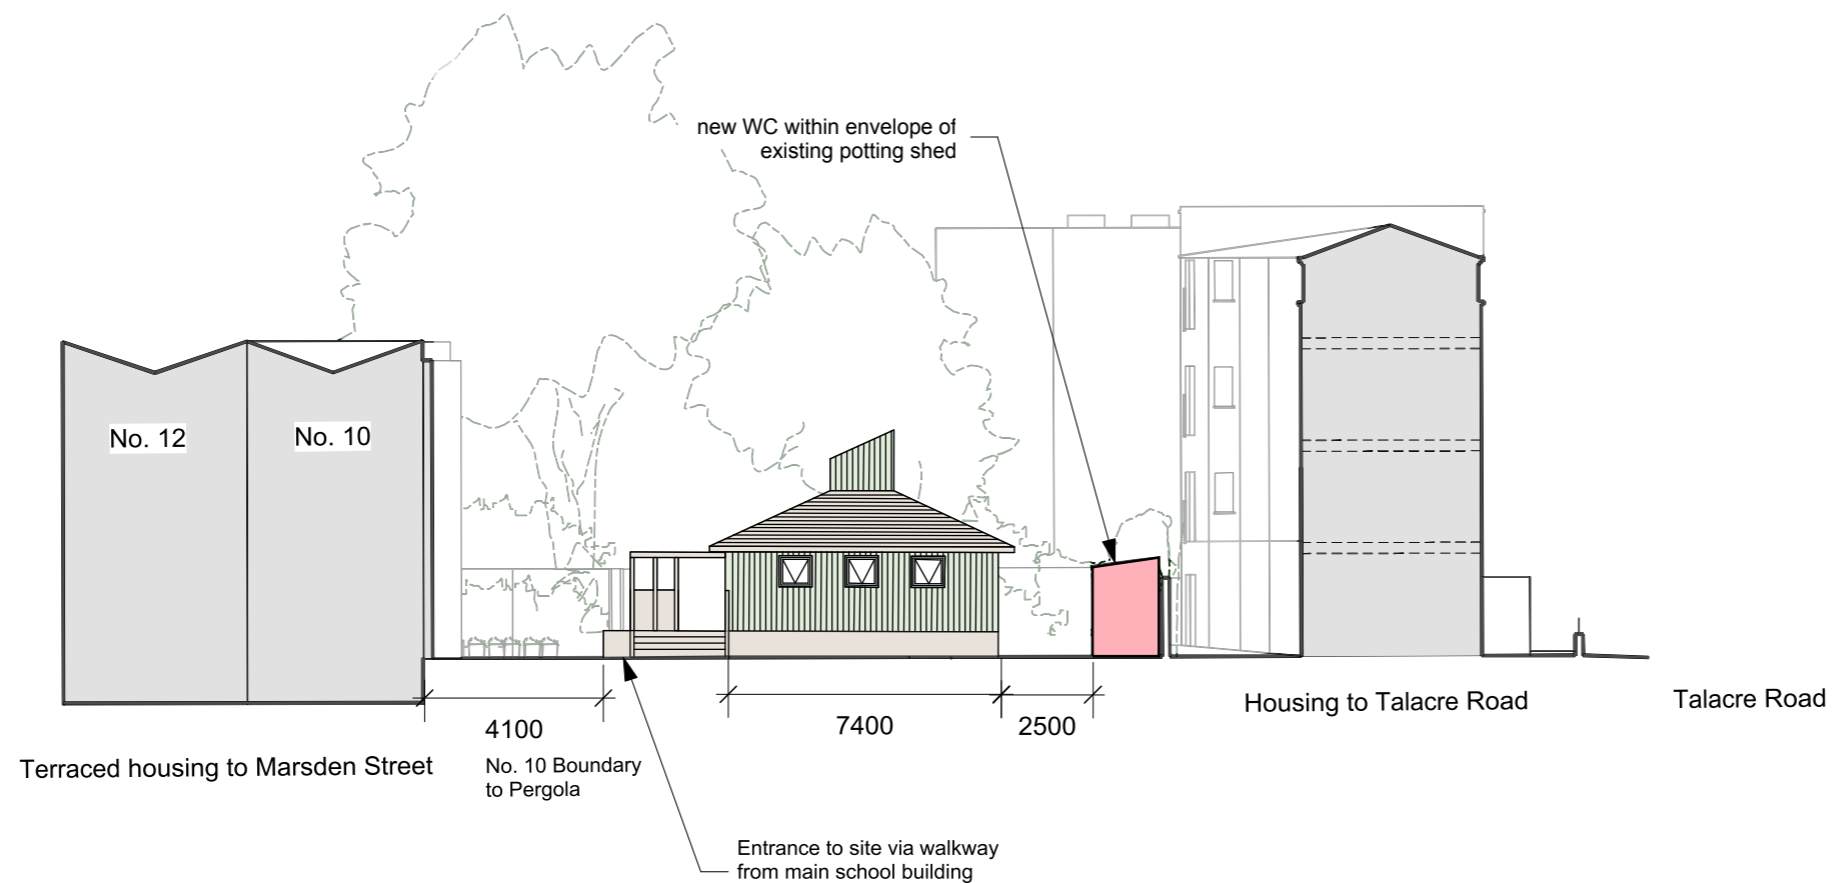 new WC within envelope of
existing potting shed
No. 12
No. 10
4100
7400
2500
No. 10 Boundary
to Pergola
Terraced housing to Marsden Street
Housing to Talacre Road
Talacre Road
Entrance to site via walkway
from main school building